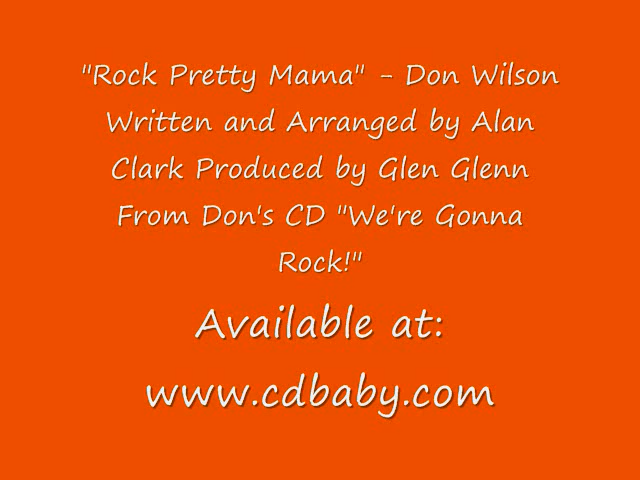 "Rock Pretty Mama" - Don Wilson
Written and Arranged by Alan
Clark Produced by Glen Glenn
From Don's CD "We're Gonna
Rock!"
Available at:
www.cdbaby.com